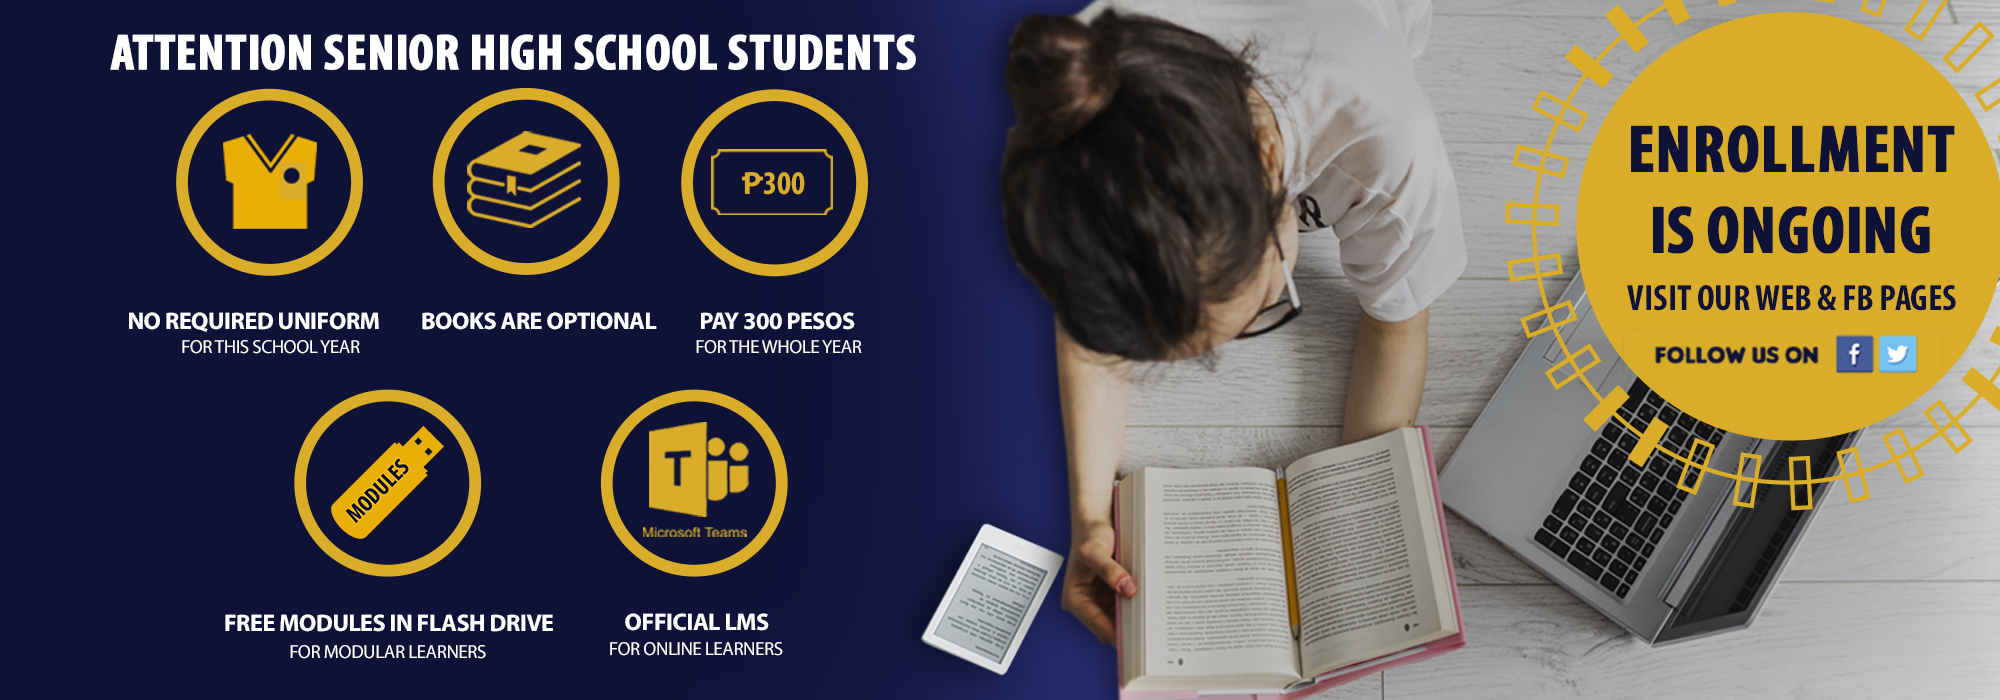 ATTENTION SENIOR HIGH SCHOOL STUDENTS
₱300
NO REQUIRED UNIFORM
FOR THIS SCHOOL YEAR
BOOKS ARE OPTIONAL
PAY 300 PESOS
FOR THE WHOLE YEAR
MODULES
T
Microsoft Teams
FREE MODULES IN FLASH DRIVE
FOR MODULAR LEARNERS
OFFICIAL LMS
FOR ONLINE LEARNERS
ENROLLMENT
IS ONGOING
VISIT OUR WEB & FB PAGES
FOLLOW US ON f